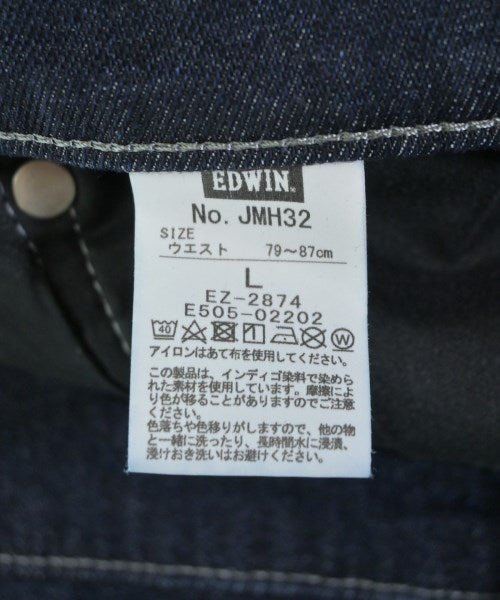 EDWIN.
No. JMH32
SIZE
ウエスト 79～87cm
L
EZ-2874
E505-02202
40 W
アイロンはあて布を使用してください。
この製品は、インディゴ染料で染めら
れた素材を使用しています。摩擦によ
り色が移ることがありますのでご注意
ください。
色落ちや色移りがしますので、他の物
と一緒に洗ったり、長時間水に浸漬、
浸けおき洗いはお避けください。